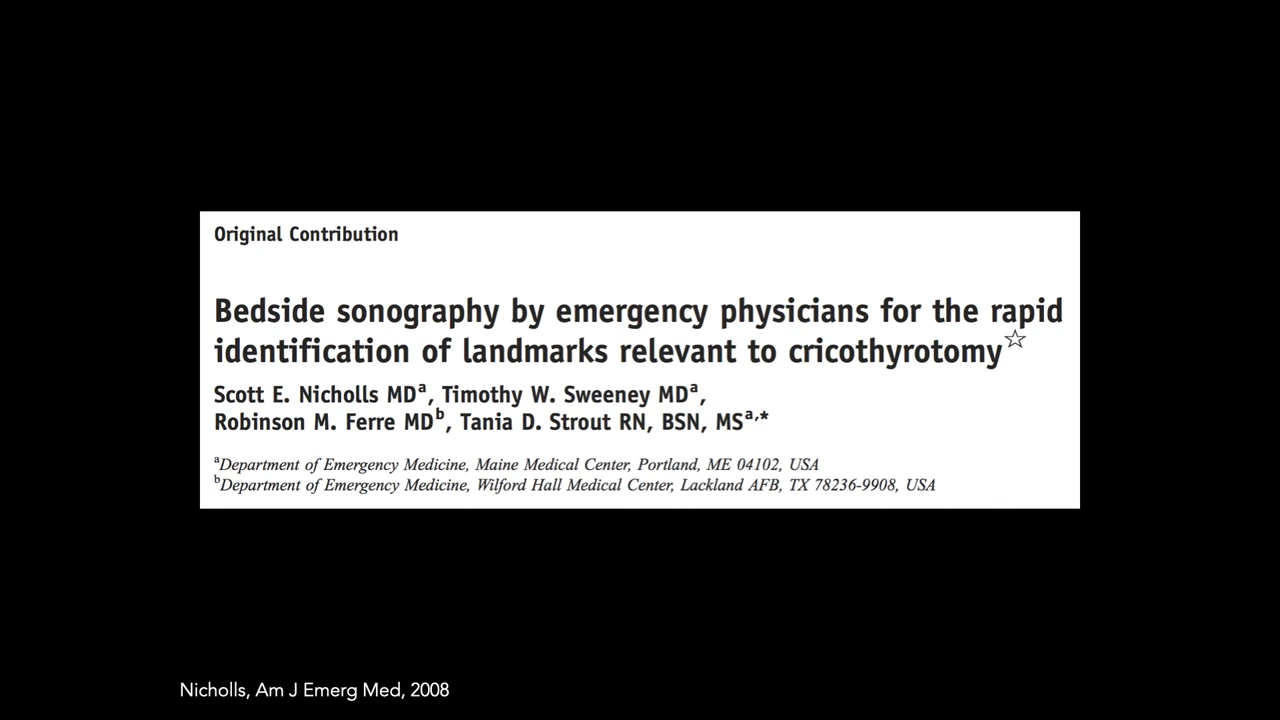 Original Contribution
Bedside sonography by emergency physicians for the rapid
identification of landmarks relevant to cricothyrotomy☆
Scott E. Nicholls MDᵃ, Timothy W. Sweeney MDᵃ,
Robinson M. Ferre MDᵇ, Tania D. Strout RN, BSN, MSᵃ,*
ᵃDepartment of Emergency Medicine, Maine Medical Center, Portland, ME 04102, USA
ᵇDepartment of Emergency Medicine, Wilford Hall Medical Center, Lackland AFB, TX 78236-9908, USA
Nicholls, Am J Emerg Med, 2008